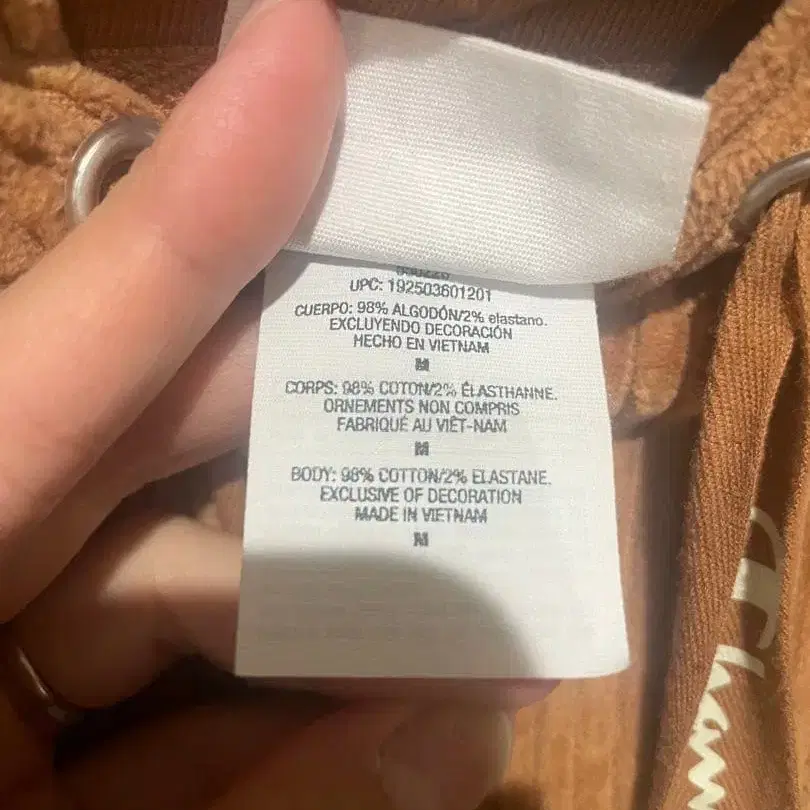 UPC: 192503601201
CUERPO: 98% ALGODÓN/2% elastano.
EXCLUYENDO DECORACIÓN
HECHO EN VIETNAM
M
CORPS: 98% COTON/2% ÉLASTHANNE.
ORNEMENTS NON COMPRIS
FABRIQUÉ AU VIÊT-NAM
M
BODY: 98% COTTON/2% ELASTANE.
EXCLUSIVE OF DECORATION
MADE IN VIETNAM
M